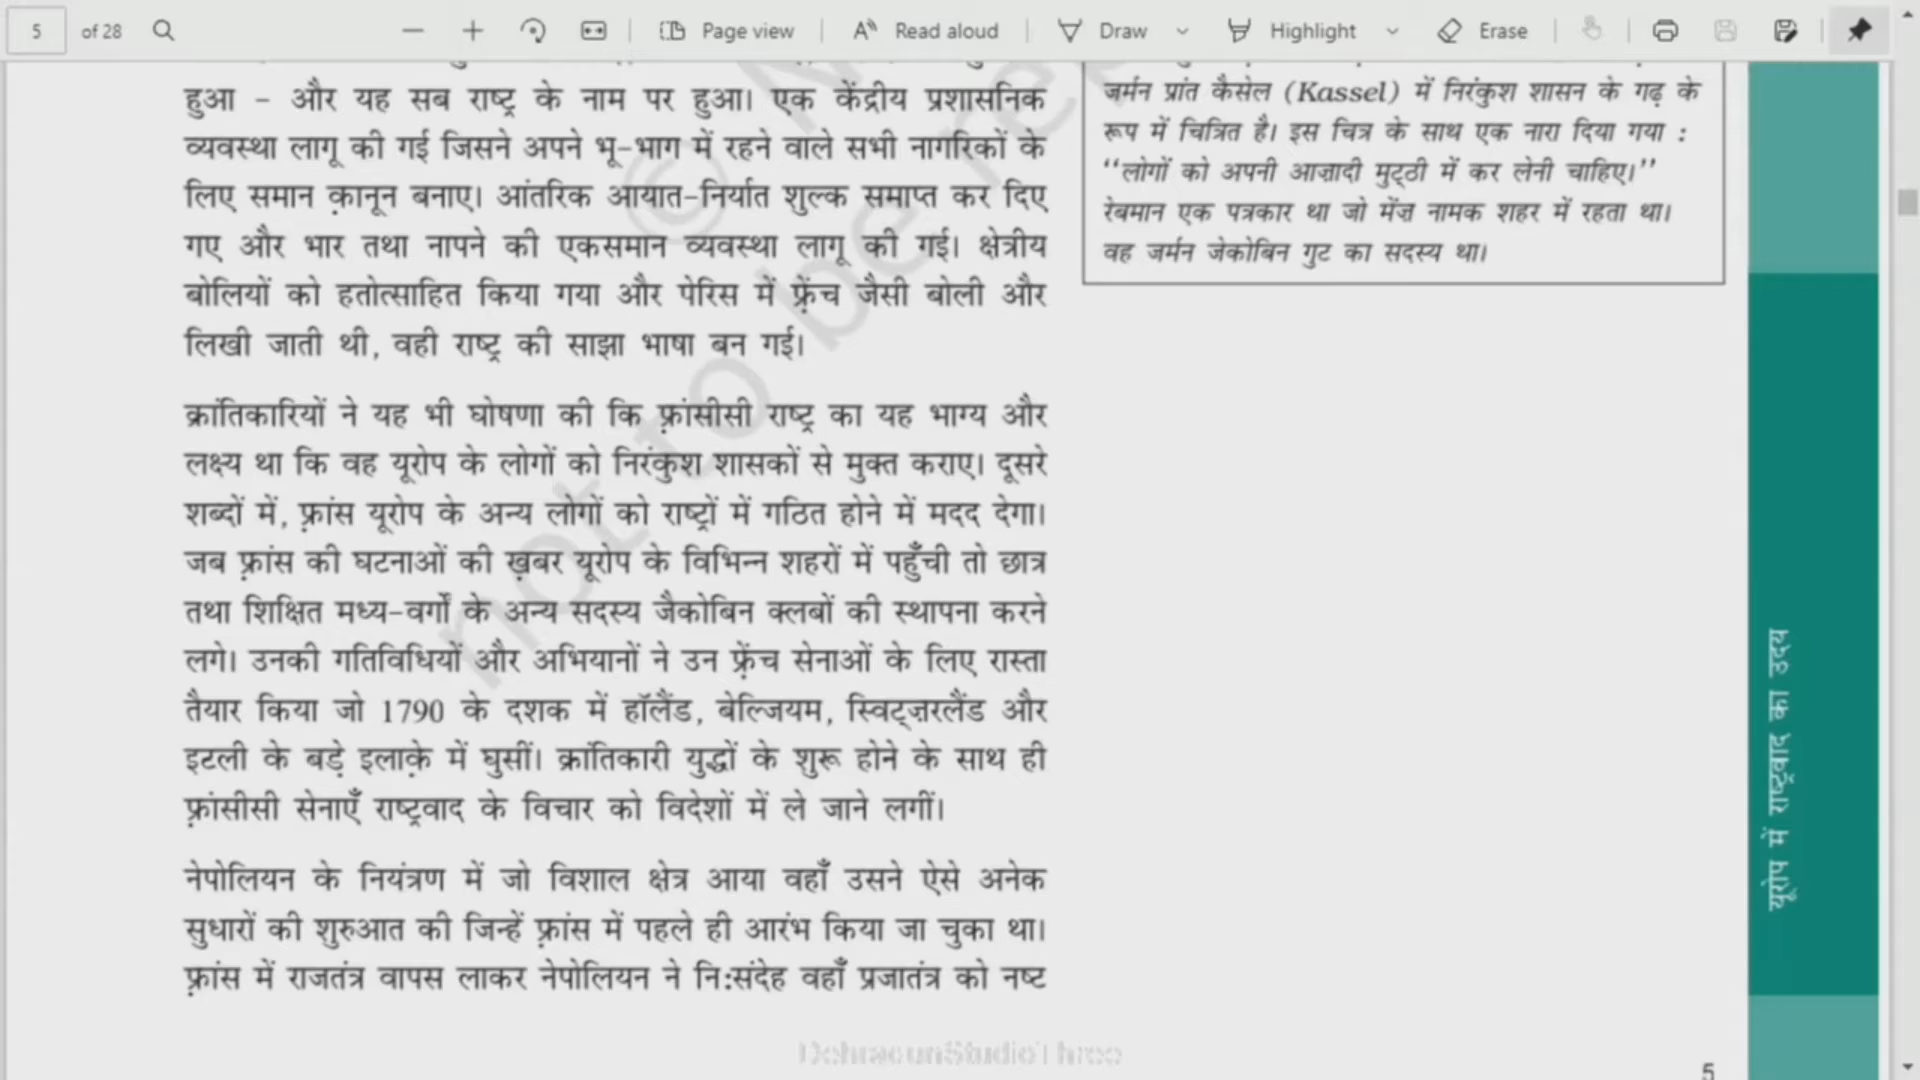 5 of 28 Page view Read aloud Draw Highlight Erase
हुआ – और यह सब राष्ट्र के नाम पर हुआ। एक केंद्रीय प्रशासनिक
व्यवस्था लागू की गई जिसने अपने भू-भाग में रहने वाले सभी नागरिकों के
लिए समान क़ानून बनाए। आंतरिक आयात-निर्यात शुल्क समाप्त कर दिए
गए और भार तथा नापने की एकसमान व्यवस्था लागू की गई। क्षेत्रीय
बोलियों को हतोत्साहित किया गया और पेरिस में फ़्रेंच जैसी बोली और
लिखी जाती थी, वही राष्ट्र की साझा भाषा बन गई।
क्रांतिकारियों ने यह भी घोषणा की कि फ़्रांसीसी राष्ट्र का यह भाग्य और
लक्ष्य था कि वह यूरोप के लोगों को निरंकुश शासकों से मुक्त कराए। दूसरे
शब्दों में, फ़्रांस यूरोप के अन्य लोगों को राष्ट्रों में गठित होने में मदद देगा।
जब फ़्रांस की घटनाओं की ख़बर यूरोप के विभिन्न शहरों में पहुँची तो छात्र
तथा शिक्षित मध्य-वर्गों के अन्य सदस्य जैकोबिन क्लबों की स्थापना करने
लगे। उनकी गतिविधियों और अभियानों ने उन फ़्रेंच सेनाओं के लिए रास्ता
तैयार किया जो 1790 के दशक में हॉलैंड, बेल्जियम, स्विट्ज़रलैंड और
इटली के बड़े इलाक़े में घुसीं। क्रांतिकारी युद्धों के शुरू होने के साथ ही
फ़्रांसीसी सेनाएँ राष्ट्रवाद के विचार को विदेशों में ले जाने लगीं।
नेपोलियन के नियंत्रण में जो विशाल क्षेत्र आया वहाँ उसने ऐसे अनेक
सुधारों की शुरुआत की जिन्हें फ़्रांस में पहले ही आरंभ किया जा चुका था।
फ़्रांस में राजतंत्र वापस लाकर नेपोलियन ने नि:संदेह वहाँ प्रजातंत्र को नष्ट
जर्मन प्रांत कैसेल (Kassel) में निरंकुश शासन के गढ़ के
रूप में चित्रित है। इस चित्र के साथ एक नारा दिया गया :
‘‘लोगों को अपनी आज़ादी मुट्ठी में कर लेनी चाहिए।’’
रेबमान एक पत्रकार था जो मेंज़ नामक शहर में रहता था।
वह जर्मन जेकोबिन गुट का सदस्य था।
यूरोप में राष्ट्रवाद का उदय
not to be rep
DehradunStudioThree
5